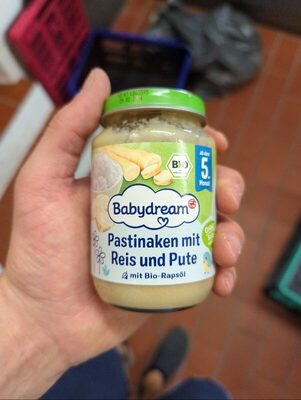 BIO
ab dem
5.
Monat
Babydream
Pastinaken mit
Reis und Pute
mit Bio-Rapsöl